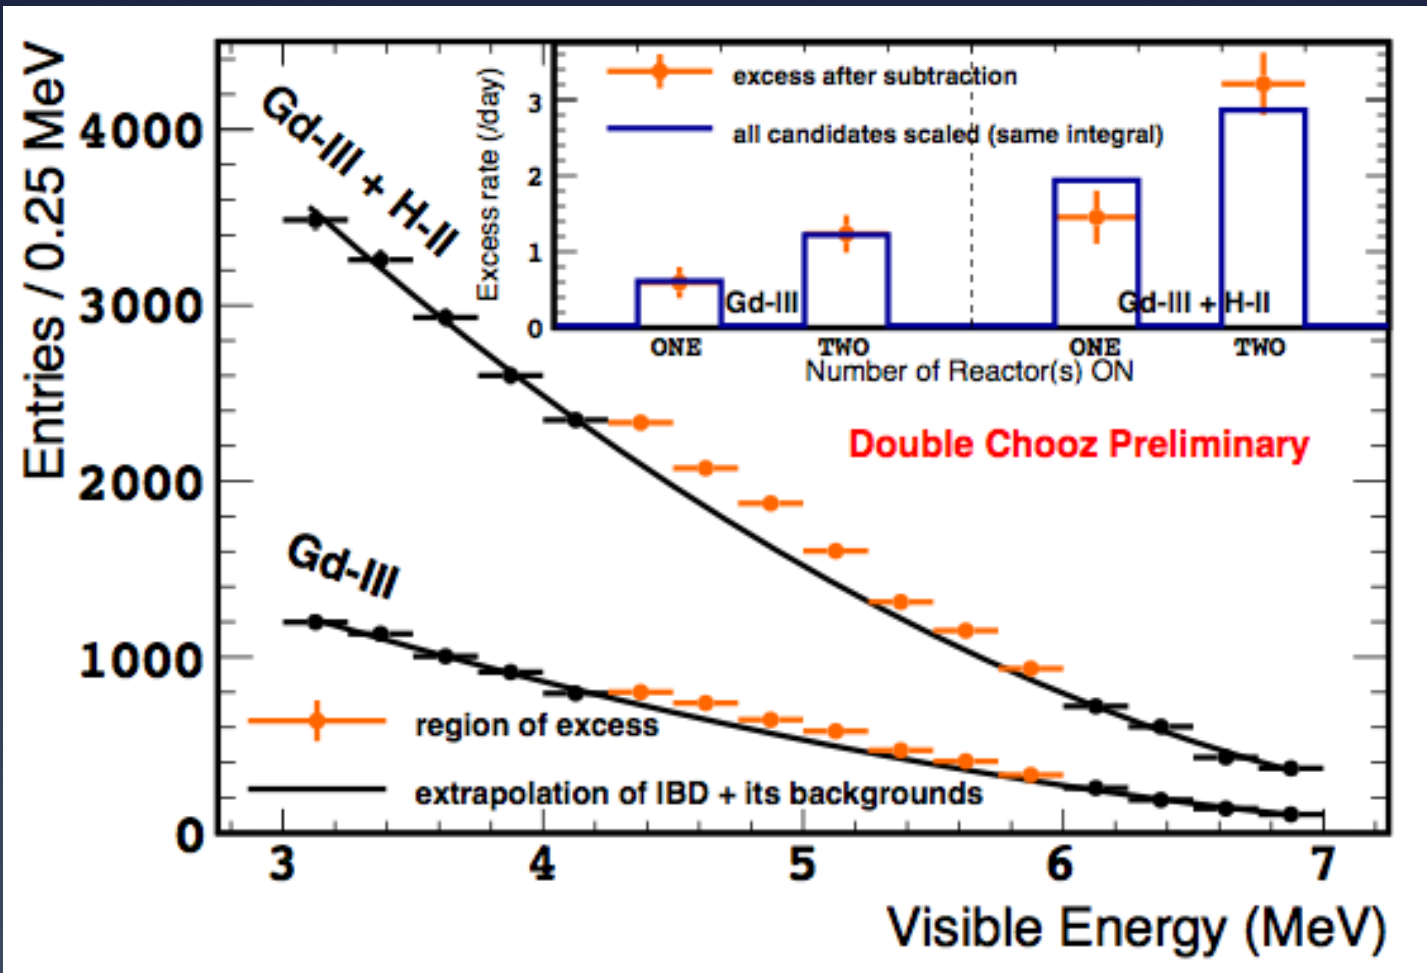 Entries / 0.25 MeV
4000
3000
2000
1000
0
Gd-III + H-II
Gd-III
Excess rate (/day)
3
2
1
0
excess after subtraction
all candidates scaled (same integral)
Gd-III
Gd-III + H-II
ONE
TWO
ONE
TWO
Number of Reactor(s) ON
Double Chooz Preliminary
region of excess
extrapolation of IBD + its backgrounds
3
4
5
6
7
Visible Energy (MeV)